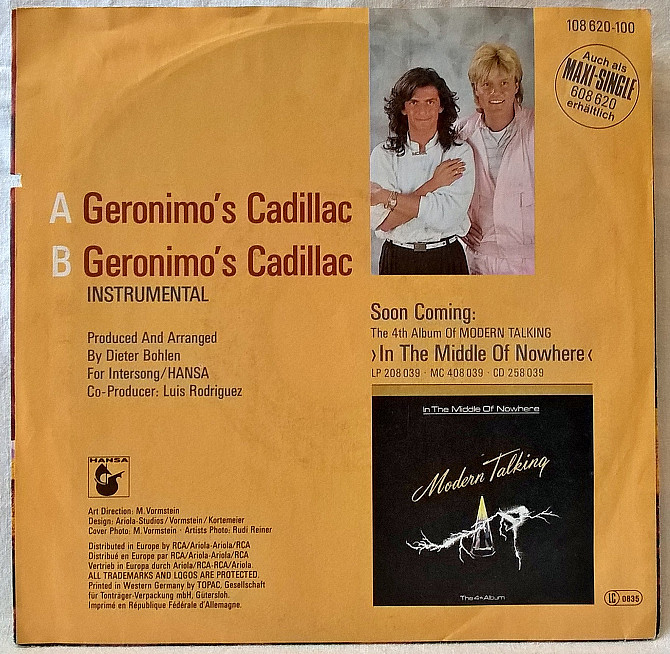 108 620-100
Auch als
MAXI-SINGLE
608 620
erhältlich
A Geronimo's Cadillac
B Geronimo's Cadillac
INSTRUMENTAL
Produced And Arranged
By Dieter Bohlen
For Intersong/HANSA
Co-Producer: Luis Rodriguez
Soon Coming:
The 4th Album Of MODERN TALKING
›In The Middle Of Nowhere‹
LP 208 039 · MC 408 039 · CD 258 039
In The Middle Of Nowhere
Modern Talking
The 4th Album
HANSA
Art Direction: M. Vormstein
Design: Ariola-Studios / Vormstein / Kortemeier
Cover Photo: M. Vormstein · Artists Photo: Rudi Reiner
Distributed in Europe by RCA/Ariola-Ariola/RCA
Distribué en Europe par RCA/Ariola-Ariola/RCA
Vertrieb in Europa durch Ariola/RCA-RCA/Ariola.
ALL TRADEMARKS AND LOGOS ARE PROTECTED.
Printed in Western Germany by TOPAC, Gesellschaft
für Tonträger-Verpackung mbH, Gütersloh.
Imprimé en République Fédérale d'Allemagne.
LC 0835